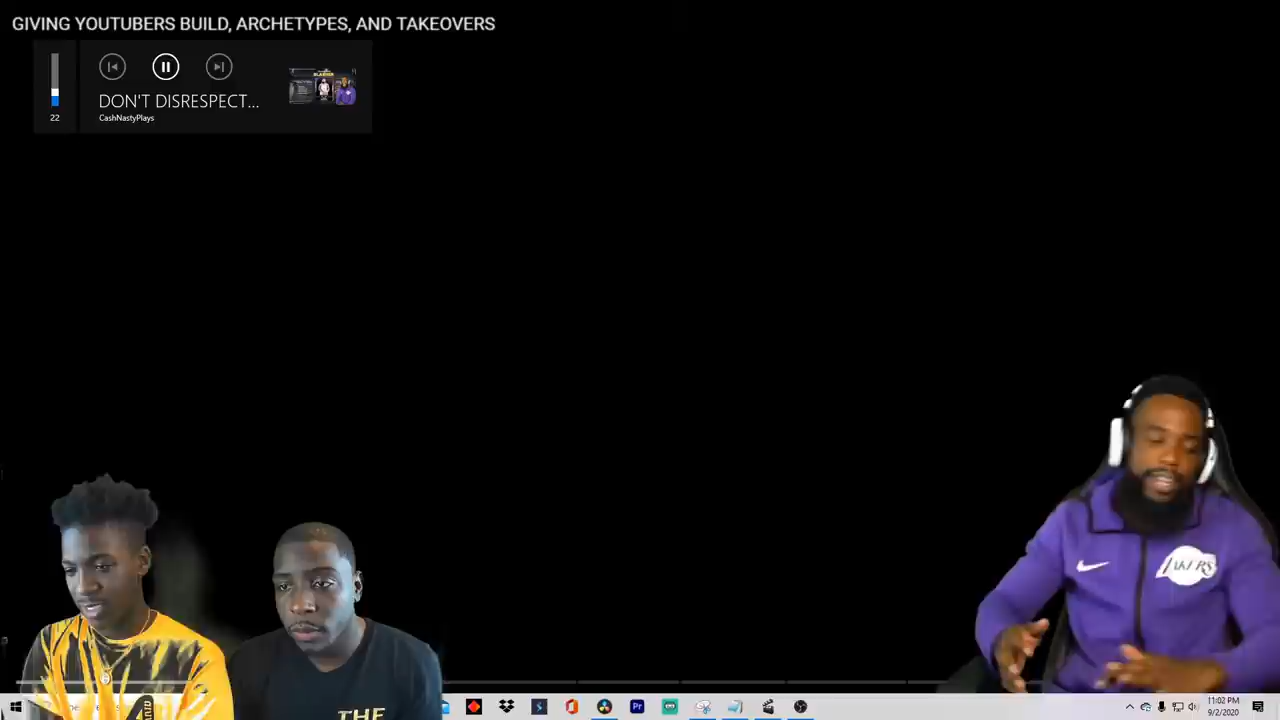 GIVING YOUTUBERS BUILD, ARCHETYPES, AND TAKEOVERS
DON'T DISRESPECT...
CashNastyPlays
22
LAKERS
THE
11:02 PM
9/2/2020